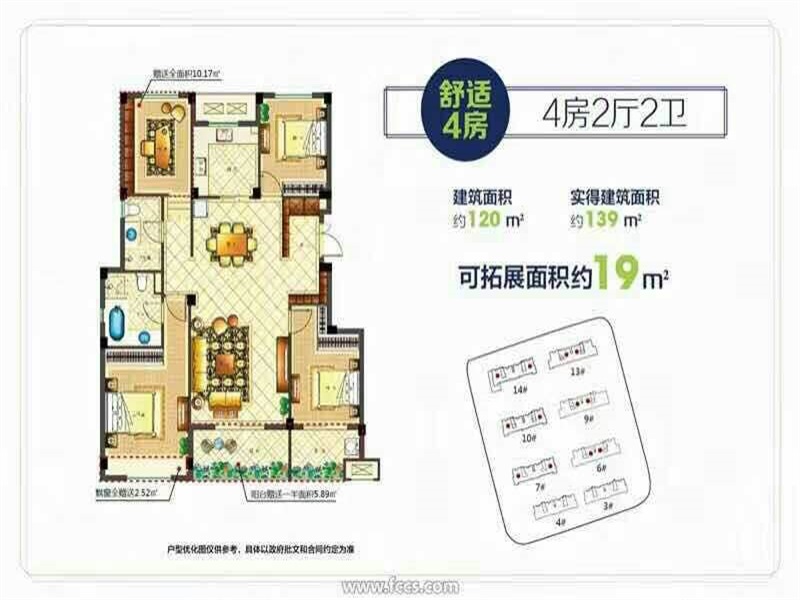 赠送全面积10.17㎡
舒适
4房
4房2厅2卫
建筑面积
约120 m²
实得建筑面积
约139 m²
可拓展面积约19m²
14#
13#
10#
9#
7#
6#
4#
3#
飘窗全赠送2.52㎡
阳台赠送一半面积5.89㎡
户型优化图仅供参考，具体以政府批文和合同约定为准
www.fccs.com